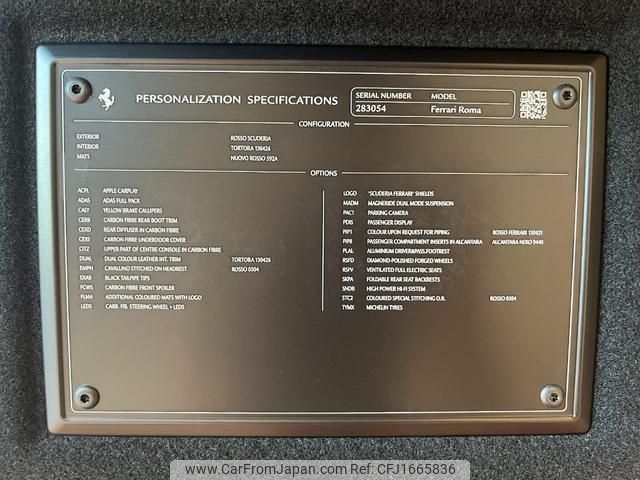 PERSONALIZATION SPECIFICATIONS
SERIAL NUMBER MODEL
283054 Ferrari Roma
CONFIGURATION
EXTERIOR ROSSO SCUDERIA
INTERIOR TORTORA 130426
MATS NUOVO ROSSO 592A
OPTIONS
ACPL APPLE CARPLAY
ADAS ADAS FULL PACK
CALY YELLOW BRAKE CALLIPERS
CERB CARBON FIBRE REAR BOOT TRIM
CEXD REAR DIFFUSER IN CARBON FIBRE
CEXS CARBON FIBRE UNDERDOOR COVER
CITZ UPPER PART OF CENTRE CONSOLE IN CARBON FIBRE
DUAL DUAL COLOUR LEATHER INT. TRIM TORTORA 130426
EMPH CAVALLINO STITCHED ON HEADREST ROSSO 0504
EXAB BLACK TAILPIPE TIPS
FCWS CARBON FIBRE FRONT SPOILER
FLMA ADDITIONAL COLOURED MATS WITH LOGO
LEDS CARB. FIB. STEERING WHEEL + LEDS
LOGO "SCUDERIA FERRARI" SHIELDS
MADM MAGNERIDE DUAL MODE SUSPENSION
PAC1 PARKING CAMERA
PDIS PASSENGER DISPLAY
PIP1 COLOUR UPON REQUEST FOR PIPING ROSSO FERRARI 130421
PIP8 PASSENGER COMPARTMENT INSERTS IN ALCANTARA ALCANTARA NERO 9440
PLAL ALUMINIUM DRIVER&PASS.FOOTREST
RSFD DIAMOND-POLISHED FORGED WHEELS
RSFV VENTILATED FULL ELECTRIC SEATS
SKPA FOLDABLE REAR SEAT BACKRESTS
SNDB HIGH POWER HI-FI SYSTEM
STC2 COLOURED SPECIAL STITCHING O.R. ROSSO 0504
TYMX MICHELIN TYRES
www.CarFromJapan.com - CFJ1665836